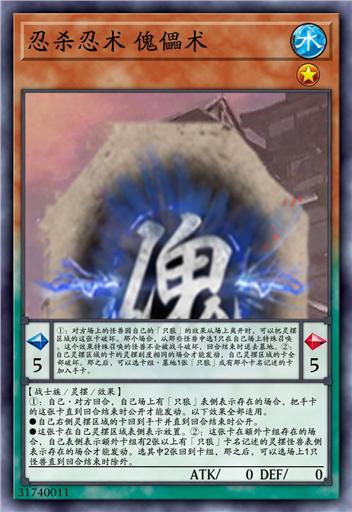 忍杀忍术 傀儡术
水
傀
①：对方场上的怪兽因自己的「只狼」的效果从场上离开时，可以把灵摆
区域的这张卡破坏。那个场合，从那些怪兽中选1只在自己场上特殊召唤
。这个效果特殊召唤的怪兽不会被战斗破坏，回合结束时送去墓地。②：
自己灵摆区域的卡的灵摆刻度相同的场合才能发动。自己灵摆区域的卡全
部破坏。那之后，可以选卡组·墓地1张「只狼」或有那个卡名记述的卡
加入手卡。
5
5
【战士族/灵摆/效果】
①：自己·对方回合，自己场上有「只狼」表侧表示存在的场合，把手卡
的这张卡直到回合结束时公开才能发动。以下效果全部适用。
●自己右侧灵摆区域的卡回到手卡并直到回合结束时公开。
●这张卡在自己灵摆区域表侧表示放置。②：这张卡在额外卡组存在的场
合，自己表侧表示额外卡组有2张以上有「只狼」卡名记述的灵摆怪兽表侧
表示存在的场合才能发动。选其中2张回到卡组，那之后，可以选场上1只
怪兽直到回合结束时除外。
ATK/ 0 DEF/ 0
31740011